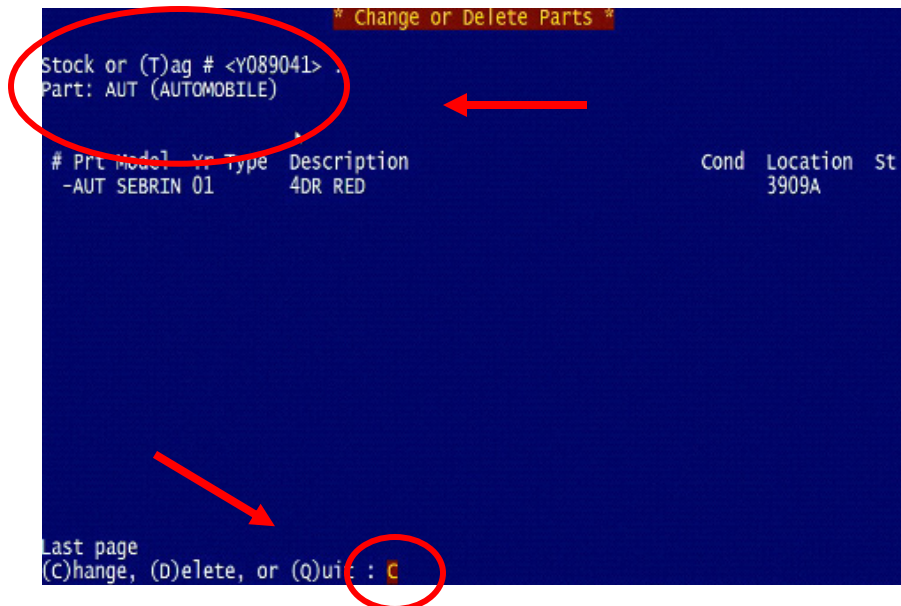 * Change or Delete Parts *
Stock or (T)ag # <Y089041> .
Part: AUT (AUTOMOBILE)
# Prt Model Yr Type Description Cond Location St
-AUT SEBRIN 01 4DR RED 3909A
Last page
(C)hange, (D)elete, or (Q)uit : C